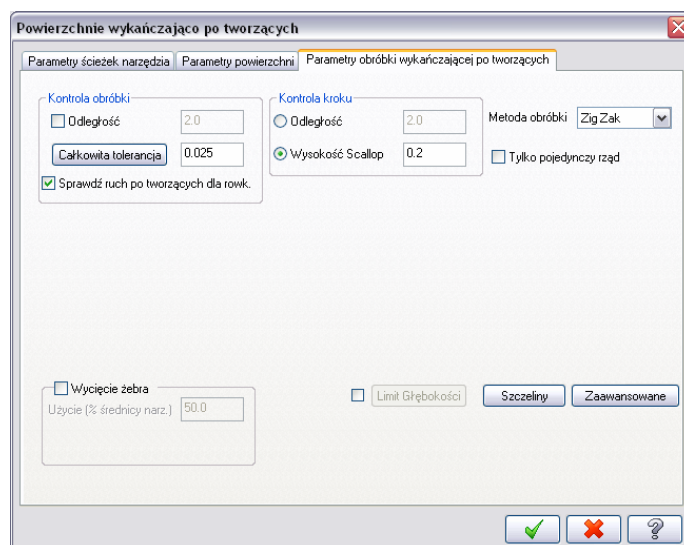 Powierzchnie wykańczająco po tworzących
Parametry ścieżek narzędzia
Parametry powierzchni
Parametry obróbki wykańczającej po tworzących
Kontrola obróbki
Odległość
2.0
Całkowita tolerancja
0.025
Sprawdź ruch po tworzących dla rowk.
Kontrola kroku
Odległość
2.0
Wysokość Scallop
0.2
Metoda obróbki
Zig Zak
Tylko pojedynczy rząd
Wycięcie żebra
Użycie (% średnicy narz.)
50.0
Limit Głębokości
Szczeliny
Zaawansowane